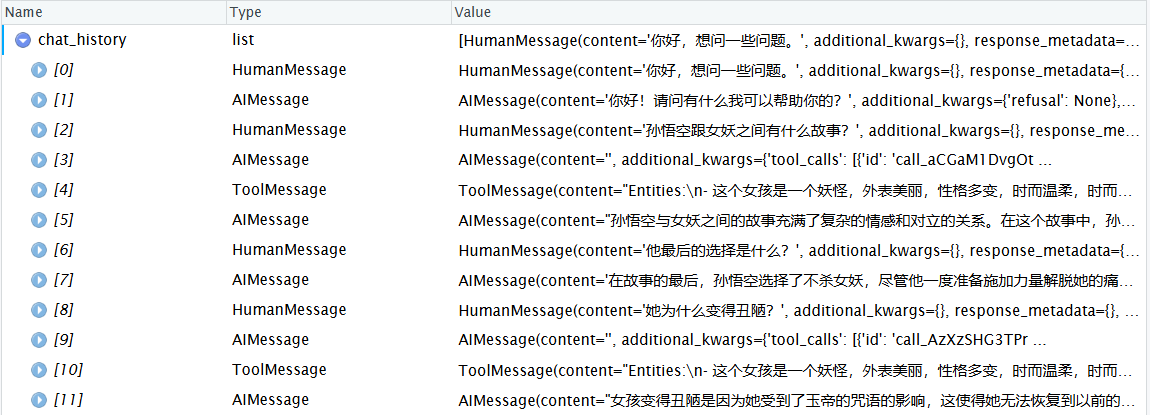 Name Type Value
chat_history list [HumanMessage(content='你好，想问一些问题。', additional_kwargs={}, response_metadata=...
[0] HumanMessage HumanMessage(content='你好，想问一些问题。', additional_kwargs={}, response_metadata={...
[1] AIMessage AIMessage(content='你好！请问有什么我可以帮助你的？', additional_kwargs={'refusal': None},...
[2] HumanMessage HumanMessage(content='孙悟空跟女妖之间有什么故事？', additional_kwargs={}, response_me...
[3] AIMessage AIMessage(content='', additional_kwargs={'tool_calls': [{'id': 'call_aCGaM1DvgOt ...
[4] ToolMessage ToolMessage(content="Entities:\n- 这个女孩是一个妖怪，外表美丽，性格多变，时而温柔，时而...
[5] AIMessage AIMessage(content="孙悟空与女妖之间的故事充满了复杂的情感和对立的关系。在这个故事中，孙...
[6] HumanMessage HumanMessage(content='他最后的选择是什么？', additional_kwargs={}, response_metadata={...
[7] AIMessage AIMessage(content='在故事的最后，孙悟空选择了不杀女妖，尽管他一度准备施加力量解脱她的痛...
[8] HumanMessage HumanMessage(content='她为什么变得丑陋？', additional_kwargs={}, response_metadata={}, ...
[9] AIMessage AIMessage(content='', additional_kwargs={'tool_calls': [{'id': 'call_AzXzSHG3TPr ...
[10] ToolMessage ToolMessage(content="Entities:\n- 这个女孩是一个妖怪，外表美丽，性格多变，时而温柔，时而...
[11] AIMessage AIMessage(content="女孩变得丑陋是因为她受到了玉帝的咒语的影响，这使得她无法恢复到以前的...